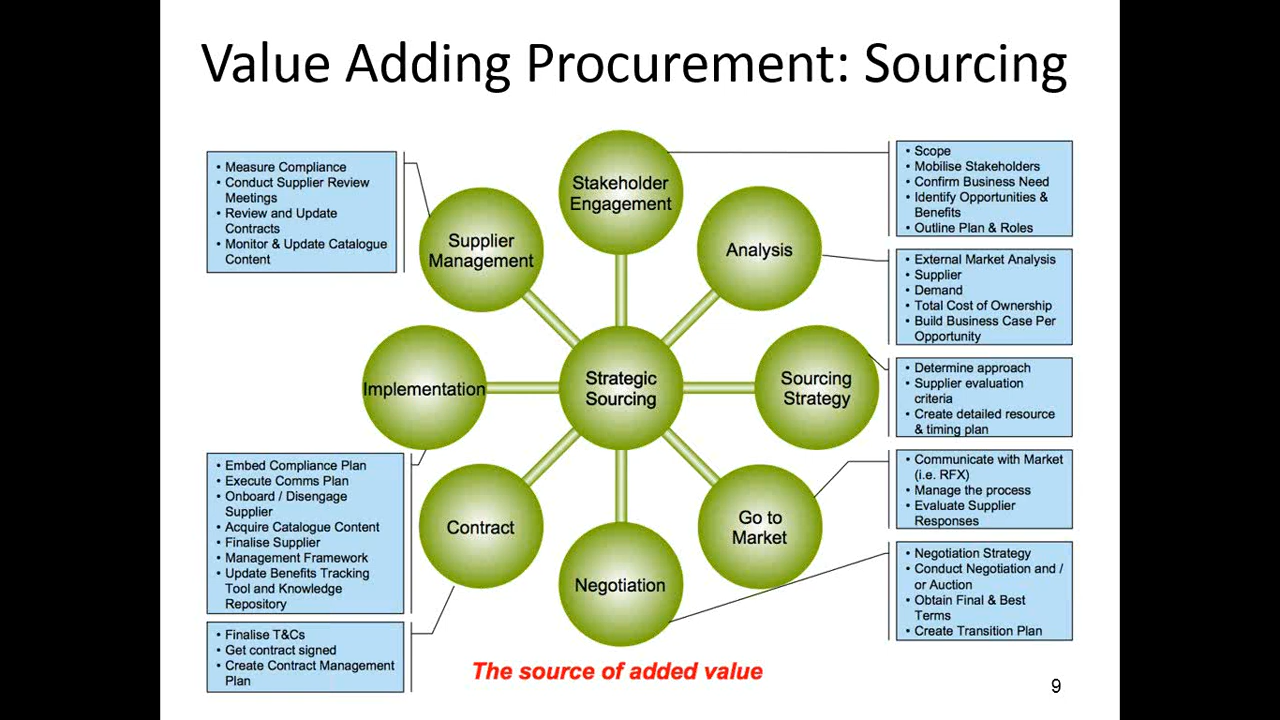 Value Adding Procurement: Sourcing
• Measure Compliance
• Conduct Supplier Review
Meetings
• Review and Update
Contracts
• Monitor & Update Catalogue
Content
Stakeholder
Engagement
• Scope
• Mobilise Stakeholders
• Confirm Business Need
• Identify Opportunities &
Benefits
• Outline Plan & Roles
Supplier
Management
Analysis
• External Market Analysis
• Supplier
• Demand
• Total Cost of Ownership
• Build Business Case Per
Opportunity
Implementation
Strategic
Sourcing
Sourcing
Strategy
• Determine approach
• Supplier evaluation
criteria
• Create detailed resource
& timing plan
• Embed Compliance Plan
• Execute Comms Plan
• Onboard / Disengage
Supplier
• Acquire Catalogue Content
• Finalise Supplier
• Management Framework
• Update Benefits Tracking
Tool and Knowledge
Repository
Contract
Go to
Market
• Communicate with Market
(i.e. RFX)
• Manage the process
• Evaluate Supplier
Responses
Negotiation
• Negotiation Strategy
• Conduct Negotiation and /
or Auction
• Obtain Final & Best
Terms
• Create Transition Plan
• Finalise T&Cs
• Get contract signed
• Create Contract Management
Plan
The source of added value
9